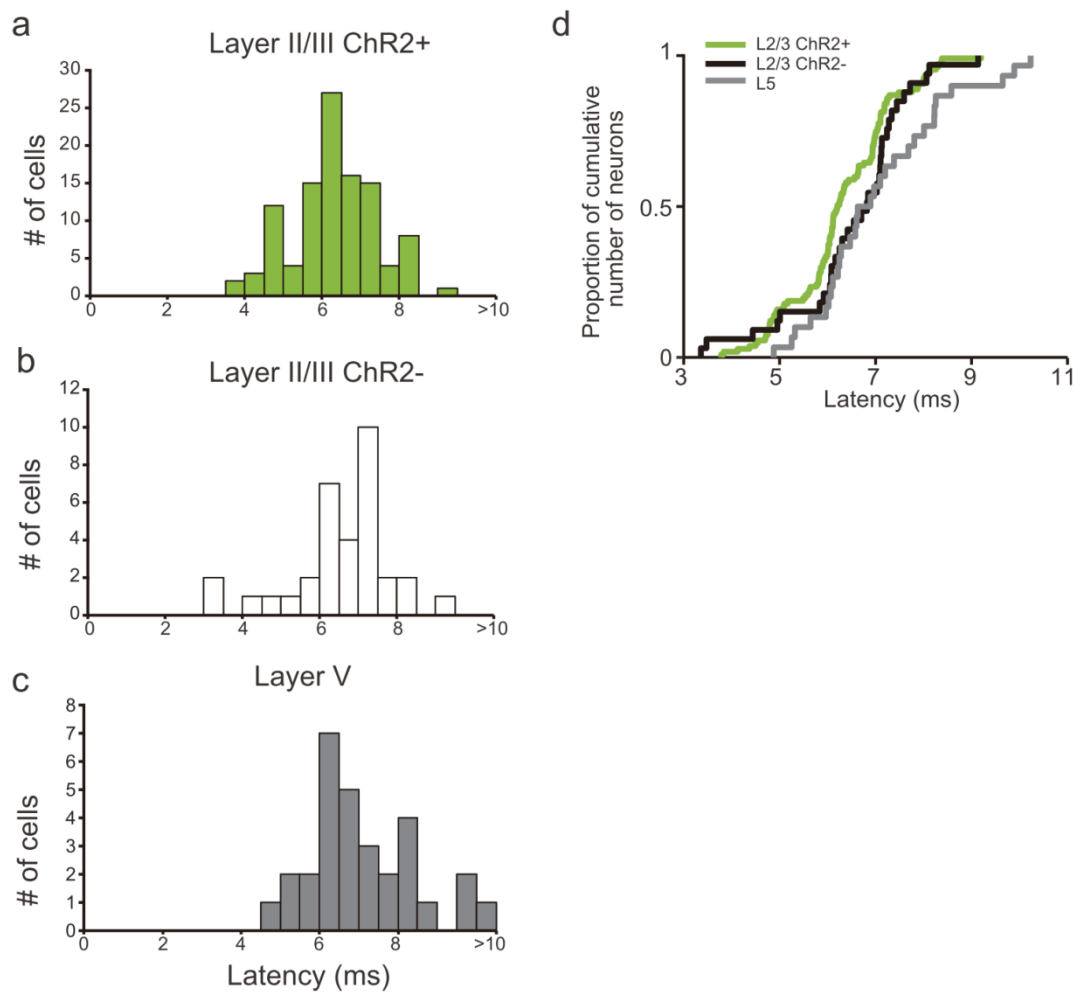 a
Layer II/III ChR2+
30
25
20
15
10
5
0
# of cells
0 2 4 6 8 >10
b
Layer II/III ChR2-
12
10
8
6
4
2
0
# of cells
0 2 4 6 8 >10
c
Layer V
8
7
6
5
4
3
2
1
0
# of cells
0 2 4 6 8 >10
Latency (ms)
d
L2/3 ChR2+
L2/3 ChR2-
L5
1
0.5
0
Proportion of cumulative
number of neurons
3 5 7 9 11
Latency (ms)